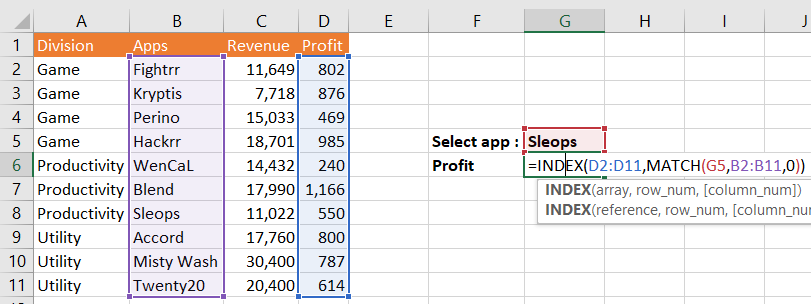 A B C D E F G H I J
1 Division Apps Revenue Profit
2 Game Fightrr 11,649 802
3 Game Kryptis 7,718 876
4 Game Perino 15,033 469
5 Game Hackrr 18,701 985 Select app : Sleops
6 Productivity WenCaL 14,432 240 Profit =INDEX(D2:D11,MATCH(G5,B2:B11,0))
7 Productivity Blend 17,990 1,166 INDEX(array, row_num, [column_num])
8 Productivity Sleops 11,022 550 INDEX(reference, row_num, [column_nu
9 Utility Accord 17,760 800
10 Utility Misty Wash 30,400 787
11 Utility Twenty20 20,400 614